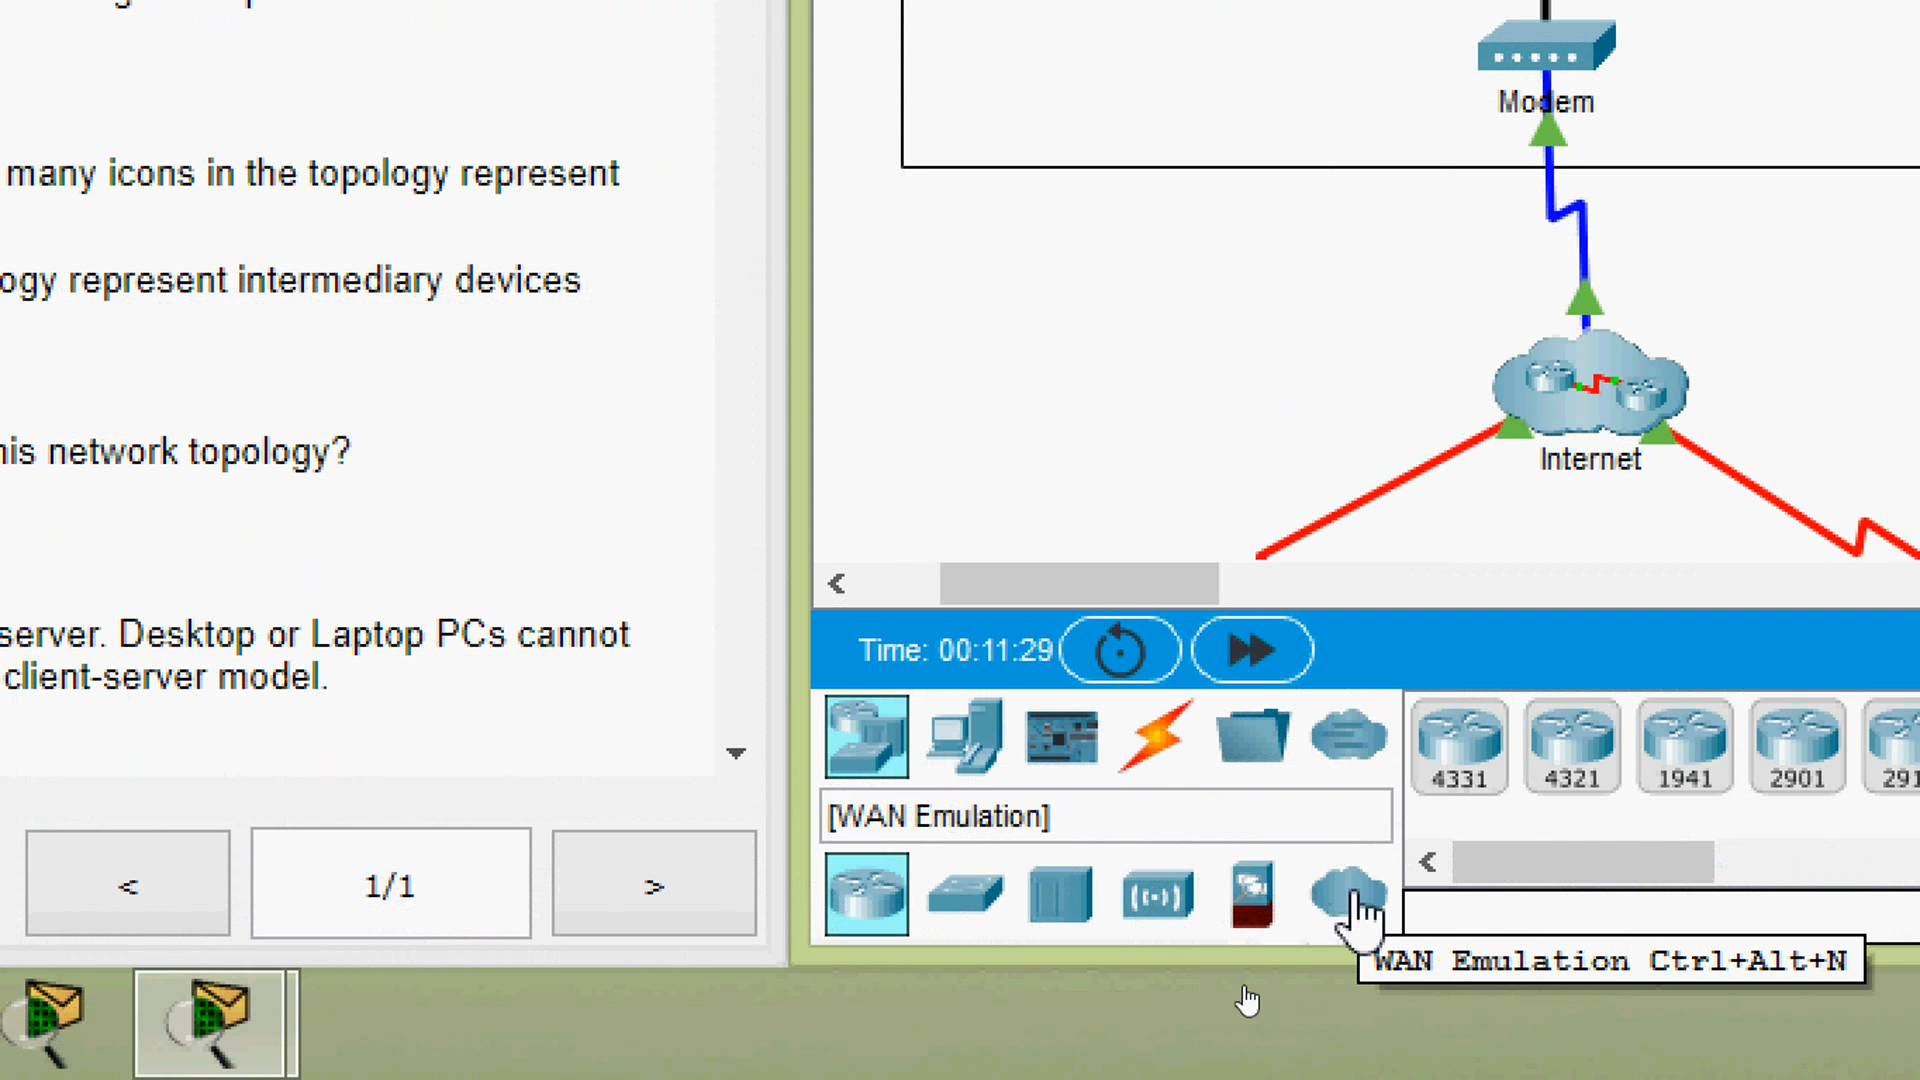 many icons in the topology represent
ogy represent intermediary devices
his network topology?
server. Desktop or Laptop PCs cannot
client-server model.
<
1/1
>
Modem
Internet
Time: 00:11:29
[WAN Emulation]
4331
4321
1941
2901
291
WAN Emulation Ctrl+Alt+N